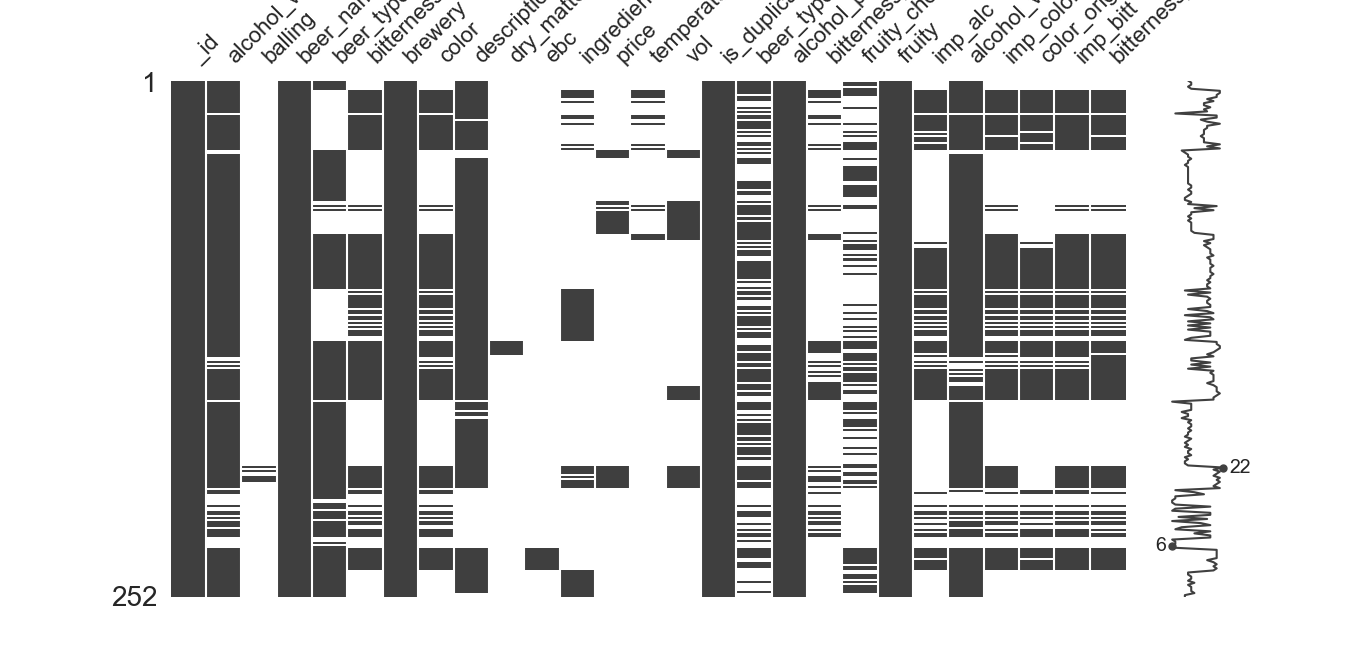 _id
alcohol_v
balling
beer_nam
beer_type
bitterness
brewery
color
description
dry_matte
ebc
ingredien
price
temperatu
vol
is_duplica
beer_type
alcohol_p
bitterness
fruity_che
fruity
imp_alc
alcohol_v
imp_color
color_orig
imp_bitt
bitterness
1
22
6
252